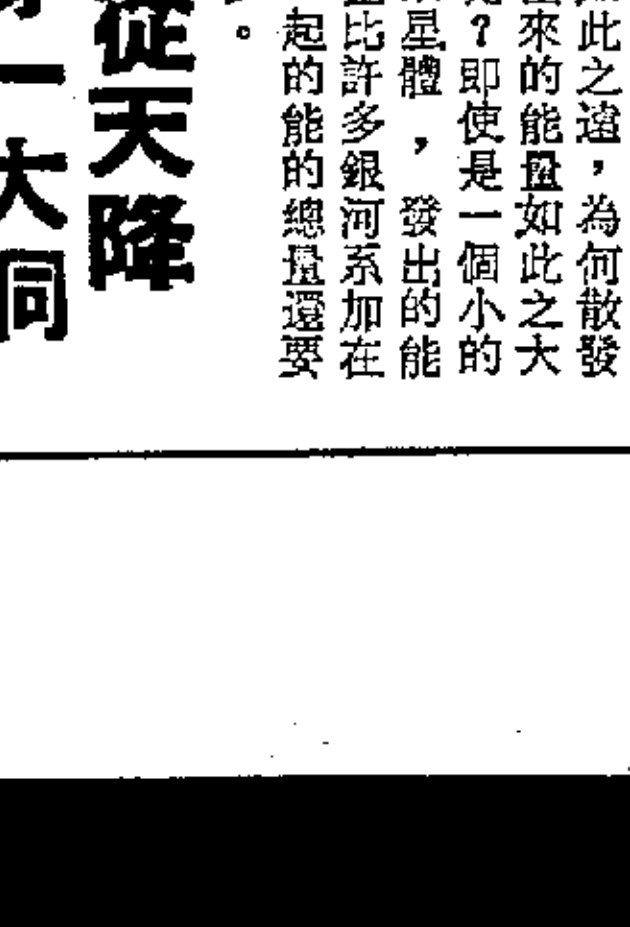 此之遠，為何散發
來的能量如此之大
？即使是一個小的
星體，發出的能
比許多銀河系加在
起的能的總量還要
。
從天降
一大洞